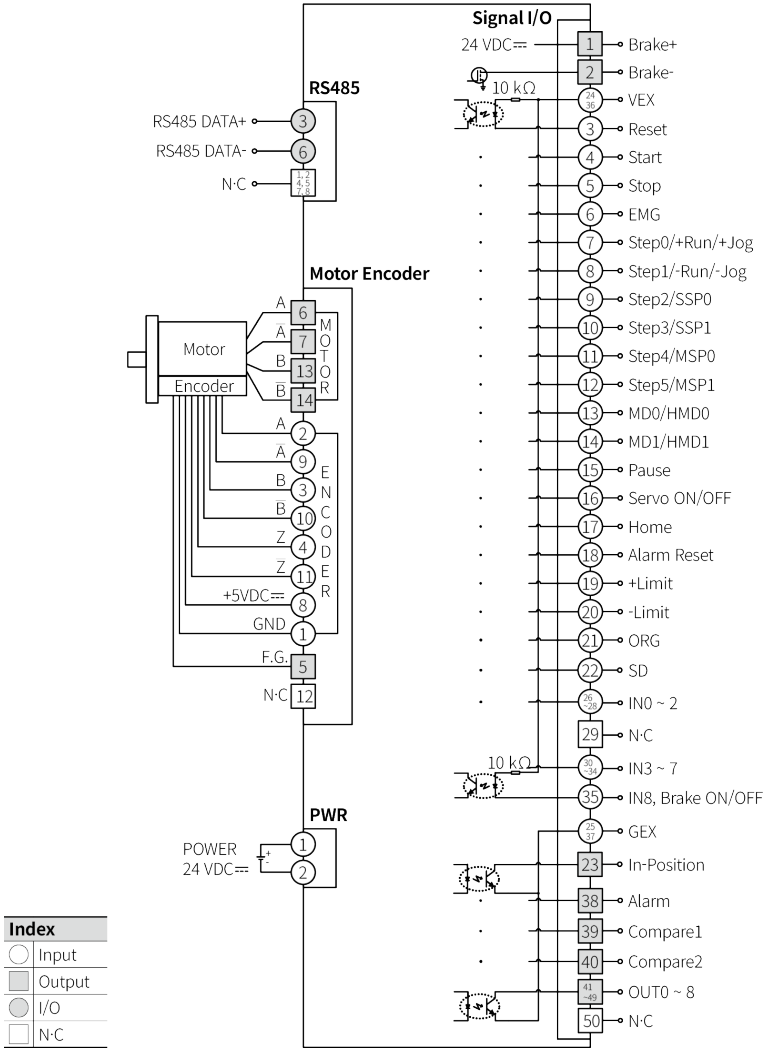 Signal I/O
24 VDC⎓
1 Brake+
2 Brake-
10 kΩ
24 36 VEX
3 Reset
4 Start
5 Stop
6 EMG
7 Step0/+Run/+Jog
8 Step1/-Run/-Jog
9 Step2/SSP0
10 Step3/SSP1
11 Step4/MSP0
12 Step5/MSP1
13 MD0/HMD0
14 MD1/HMD1
15 Pause
16 Servo ON/OFF
17 Home
18 Alarm Reset
19 +Limit
20 -Limit
21 ORG
22 SD
26 ~28 IN0 ~ 2
29 N·C
10 kΩ
30 ~34 IN3 ~ 7
35 IN8, Brake ON/OFF
25 37 GEX
23 In-Position
38 Alarm
39 Compare1
40 Compare2
41 ~49 OUT0 ~ 8
50 N·C
RS485
RS485 DATA+ 3
RS485 DATA- 6
N·C 1, 2 4, 5 7, 8
Motor Encoder
Motor
Encoder
A 6
A̅ 7
B 13
B̅ 14
MOTOR
A 2
A̅ 9
B 3
B̅ 10
Z 4
Z̅ 11
+5VDC⎓ 8
GND 1
ENCODER
F.G. 5
N·C 12
PWR
POWER
24 VDC⎓
+
-
1
2
Index
Input
Output
I/O
N·C